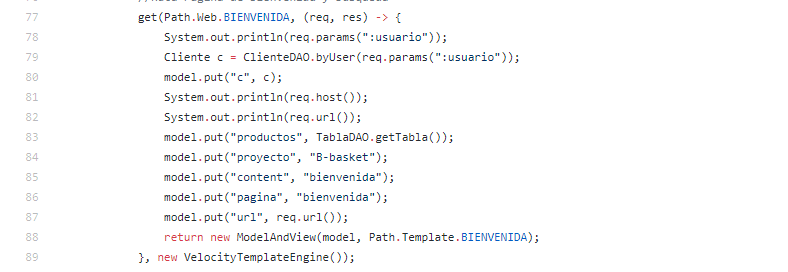 77 get(Path.Web.BIENVENIDA, (req, res) -> {
78 System.out.println(req.params(":usuario"));
79 Cliente c = ClienteDAO.byUser(req.params(":usuario"));
80 model.put("c", c);
81 System.out.println(req.host());
82 System.out.println(req.url());
83 model.put("productos", TablaDAO.getTabla());
84 model.put("proyecto", "B-basket");
85 model.put("content", "bienvenida");
86 model.put("pagina", "bienvenida");
87 model.put("url", req.url());
88 return new ModelAndView(model, Path.Template.BIENVENIDA);
89 }, new VelocityTemplateEngine());